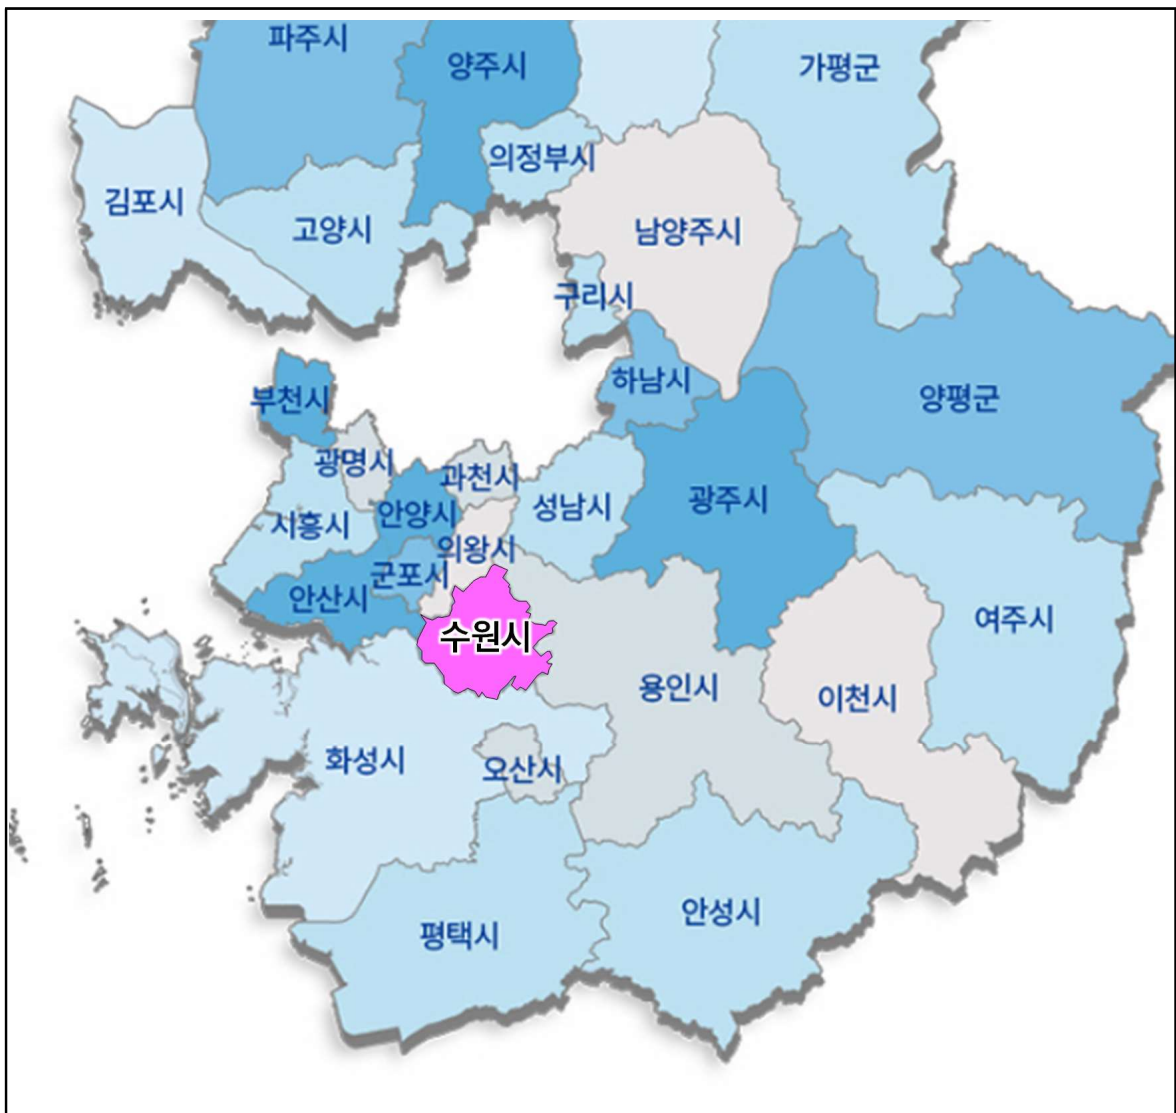 파주시
양주시
가평군
의정부시
김포시
고양시
남양주시
구리시
하남시
부천시
양평군
광명시
과천시
성남시
광주시
안양시
시흥시
의왕시
군포시
안산시
수원시
여주시
용인시
이천시
화성시
오산시
안성시
평택시